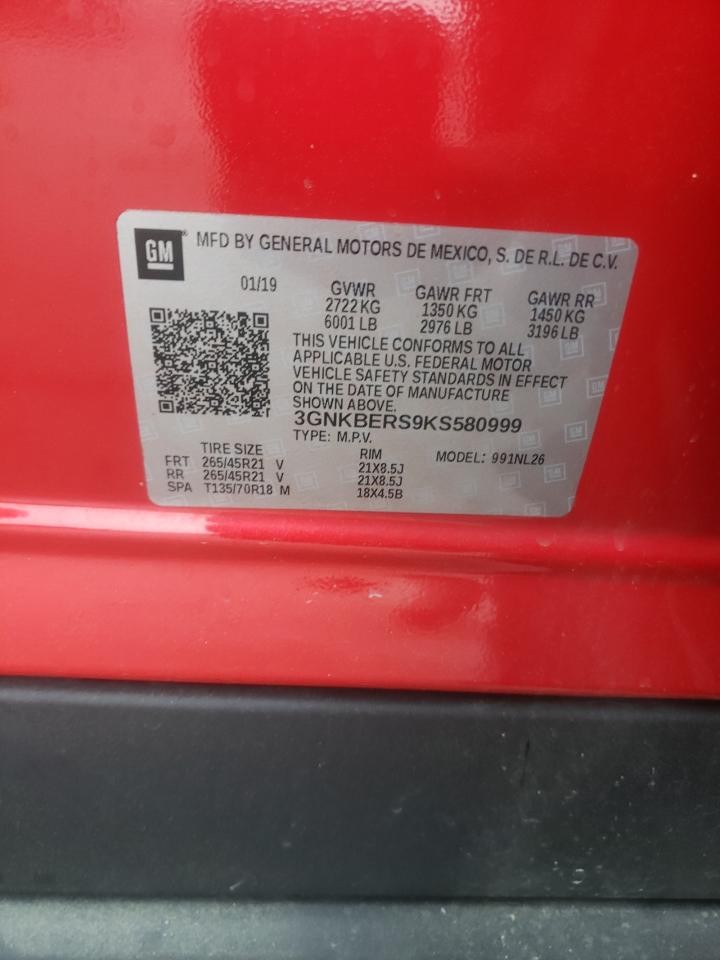 GM ® MFD BY GENERAL MOTORS DE MEXICO, S. DE R.L. DE C.V.
01/19 GVWR GAWR FRT GAWR RR
2722 KG 1350 KG 1450 KG
6001 LB 2976 LB 3196 LB
THIS VEHICLE CONFORMS TO ALL
APPLICABLE U.S. FEDERAL MOTOR
VEHICLE SAFETY STANDARDS IN EFFECT
ON THE DATE OF MANUFACTURE
SHOWN ABOVE.
3GNKBERS9KS580999
TYPE: M.P.V.
TIRE SIZE RIM MODEL: 991NL26
FRT 265/45R21 V 21X8.5J
RR 265/45R21 V 21X8.5J
SPA T135/70R18 M 18X4.5B